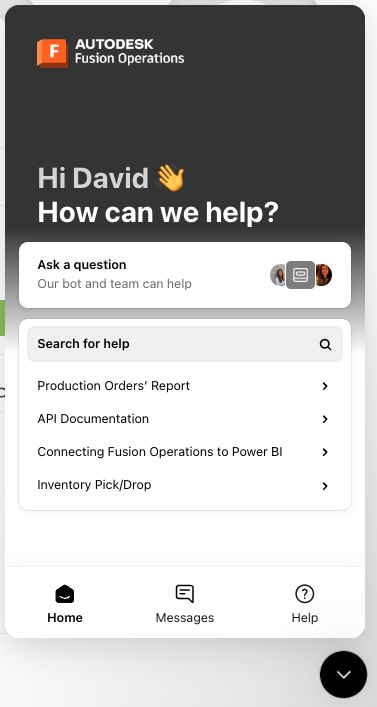 F
AUTODESK
Fusion Operations
Hi David 👋
How can we help?
Ask a question
Our bot and team can help
Search for help
Production Orders’ Report
API Documentation
Connecting Fusion Operations to Power BI
Inventory Pick/Drop
Home
Messages
Help